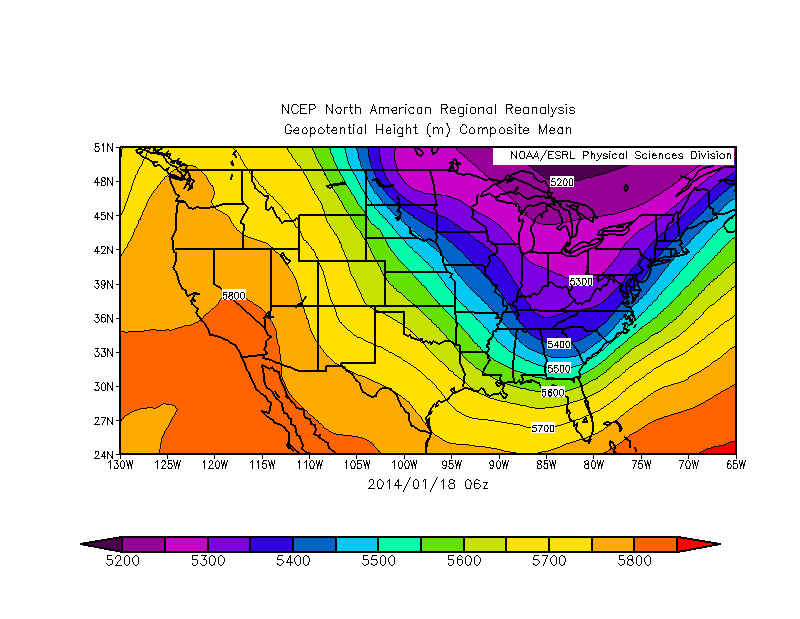 NCEP North American Regional Reanalysis
Geopotential Height (m) Composite Mean
NOAA/ESRL Physical Sciences Division
51N
48N
45N
42N
39N
36N
33N
30N
27N
24N
5200
5300
5800
5400
5500
5600
5700
130W 125W 120W 115W 110W 105W 100W 95W 90W 85W 80W 75W 70W 65W
2014/01/18 06z
5200 5300 5400 5500 5600 5700 5800